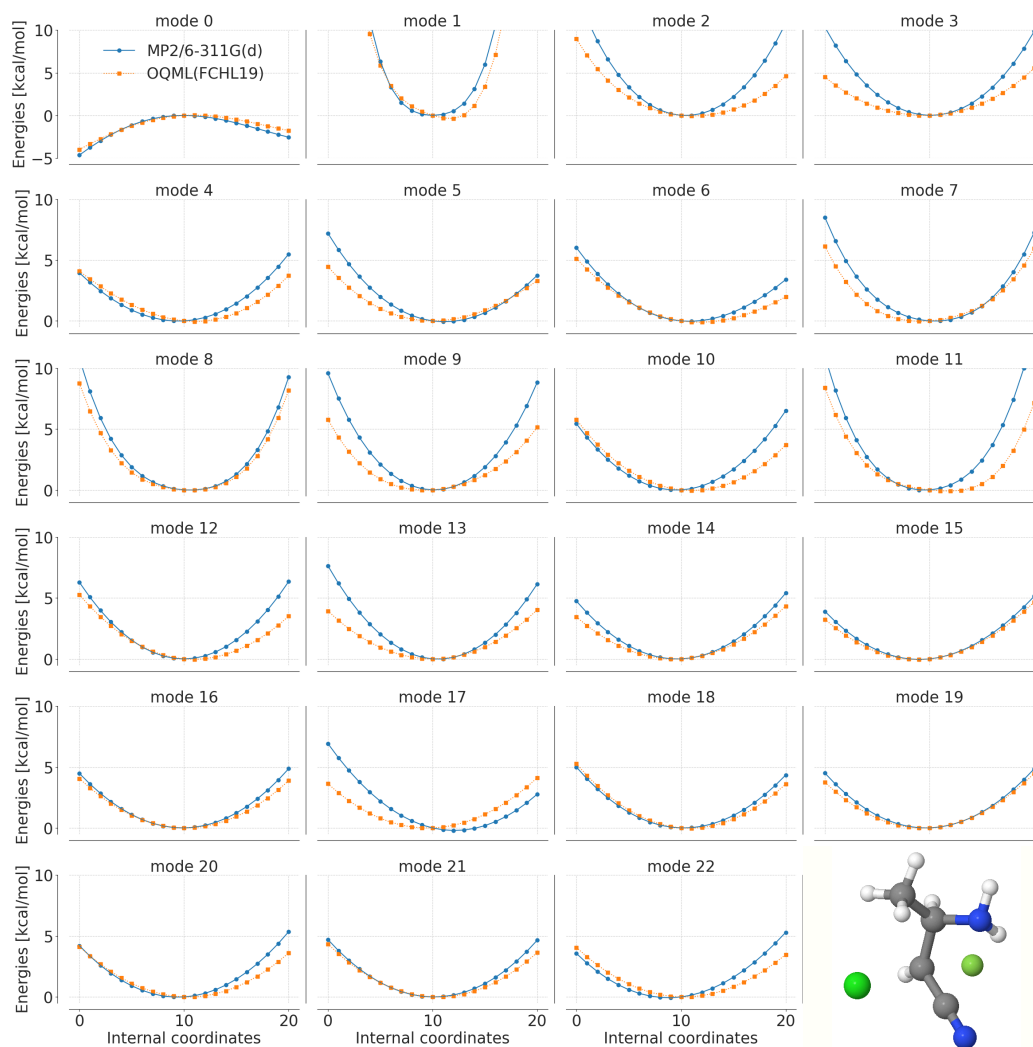 mode 0
mode 1
mode 2
mode 3
Energies [kcal/mol]
10
5
0
−5
MP2/6-311G(d)
OQML(FCHL19)
mode 4
mode 5
mode 6
mode 7
Energies [kcal/mol]
10
5
0
mode 8
mode 9
mode 10
mode 11
Energies [kcal/mol]
10
5
0
mode 12
mode 13
mode 14
mode 15
Energies [kcal/mol]
10
5
0
mode 16
mode 17
mode 18
mode 19
Energies [kcal/mol]
10
5
0
mode 20
mode 21
mode 22
Energies [kcal/mol]
10
5
0
0 10 20
0 10 20
0 10 20
Internal coordinates
Internal coordinates
Internal coordinates